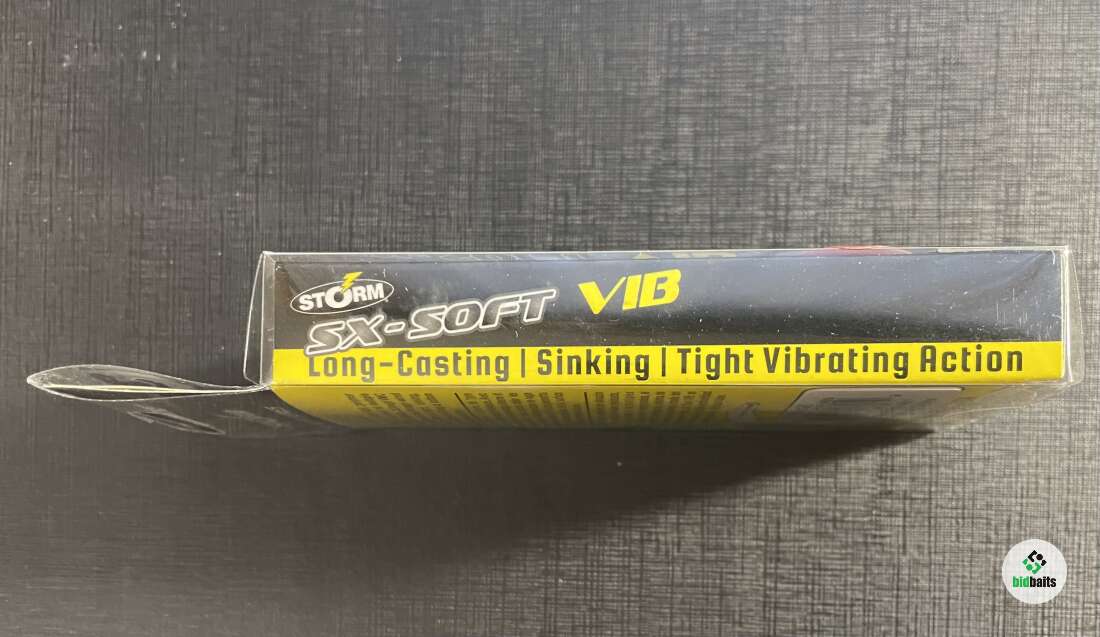 STORM
SX-SOFT VIB
Long-Casting | Sinking | Tight Vibrating Action
bidbaits